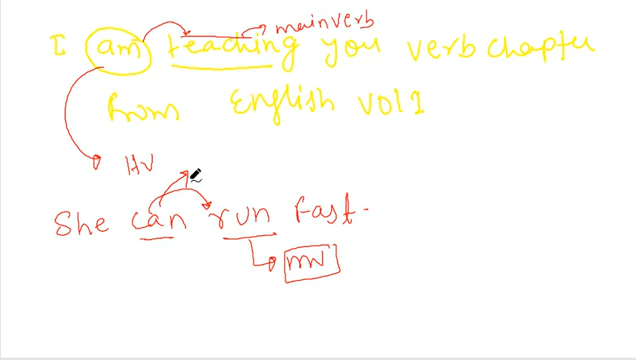 main verb
I am teaching you verb chapter
from English vol 1
HV
She can run fast.
mv